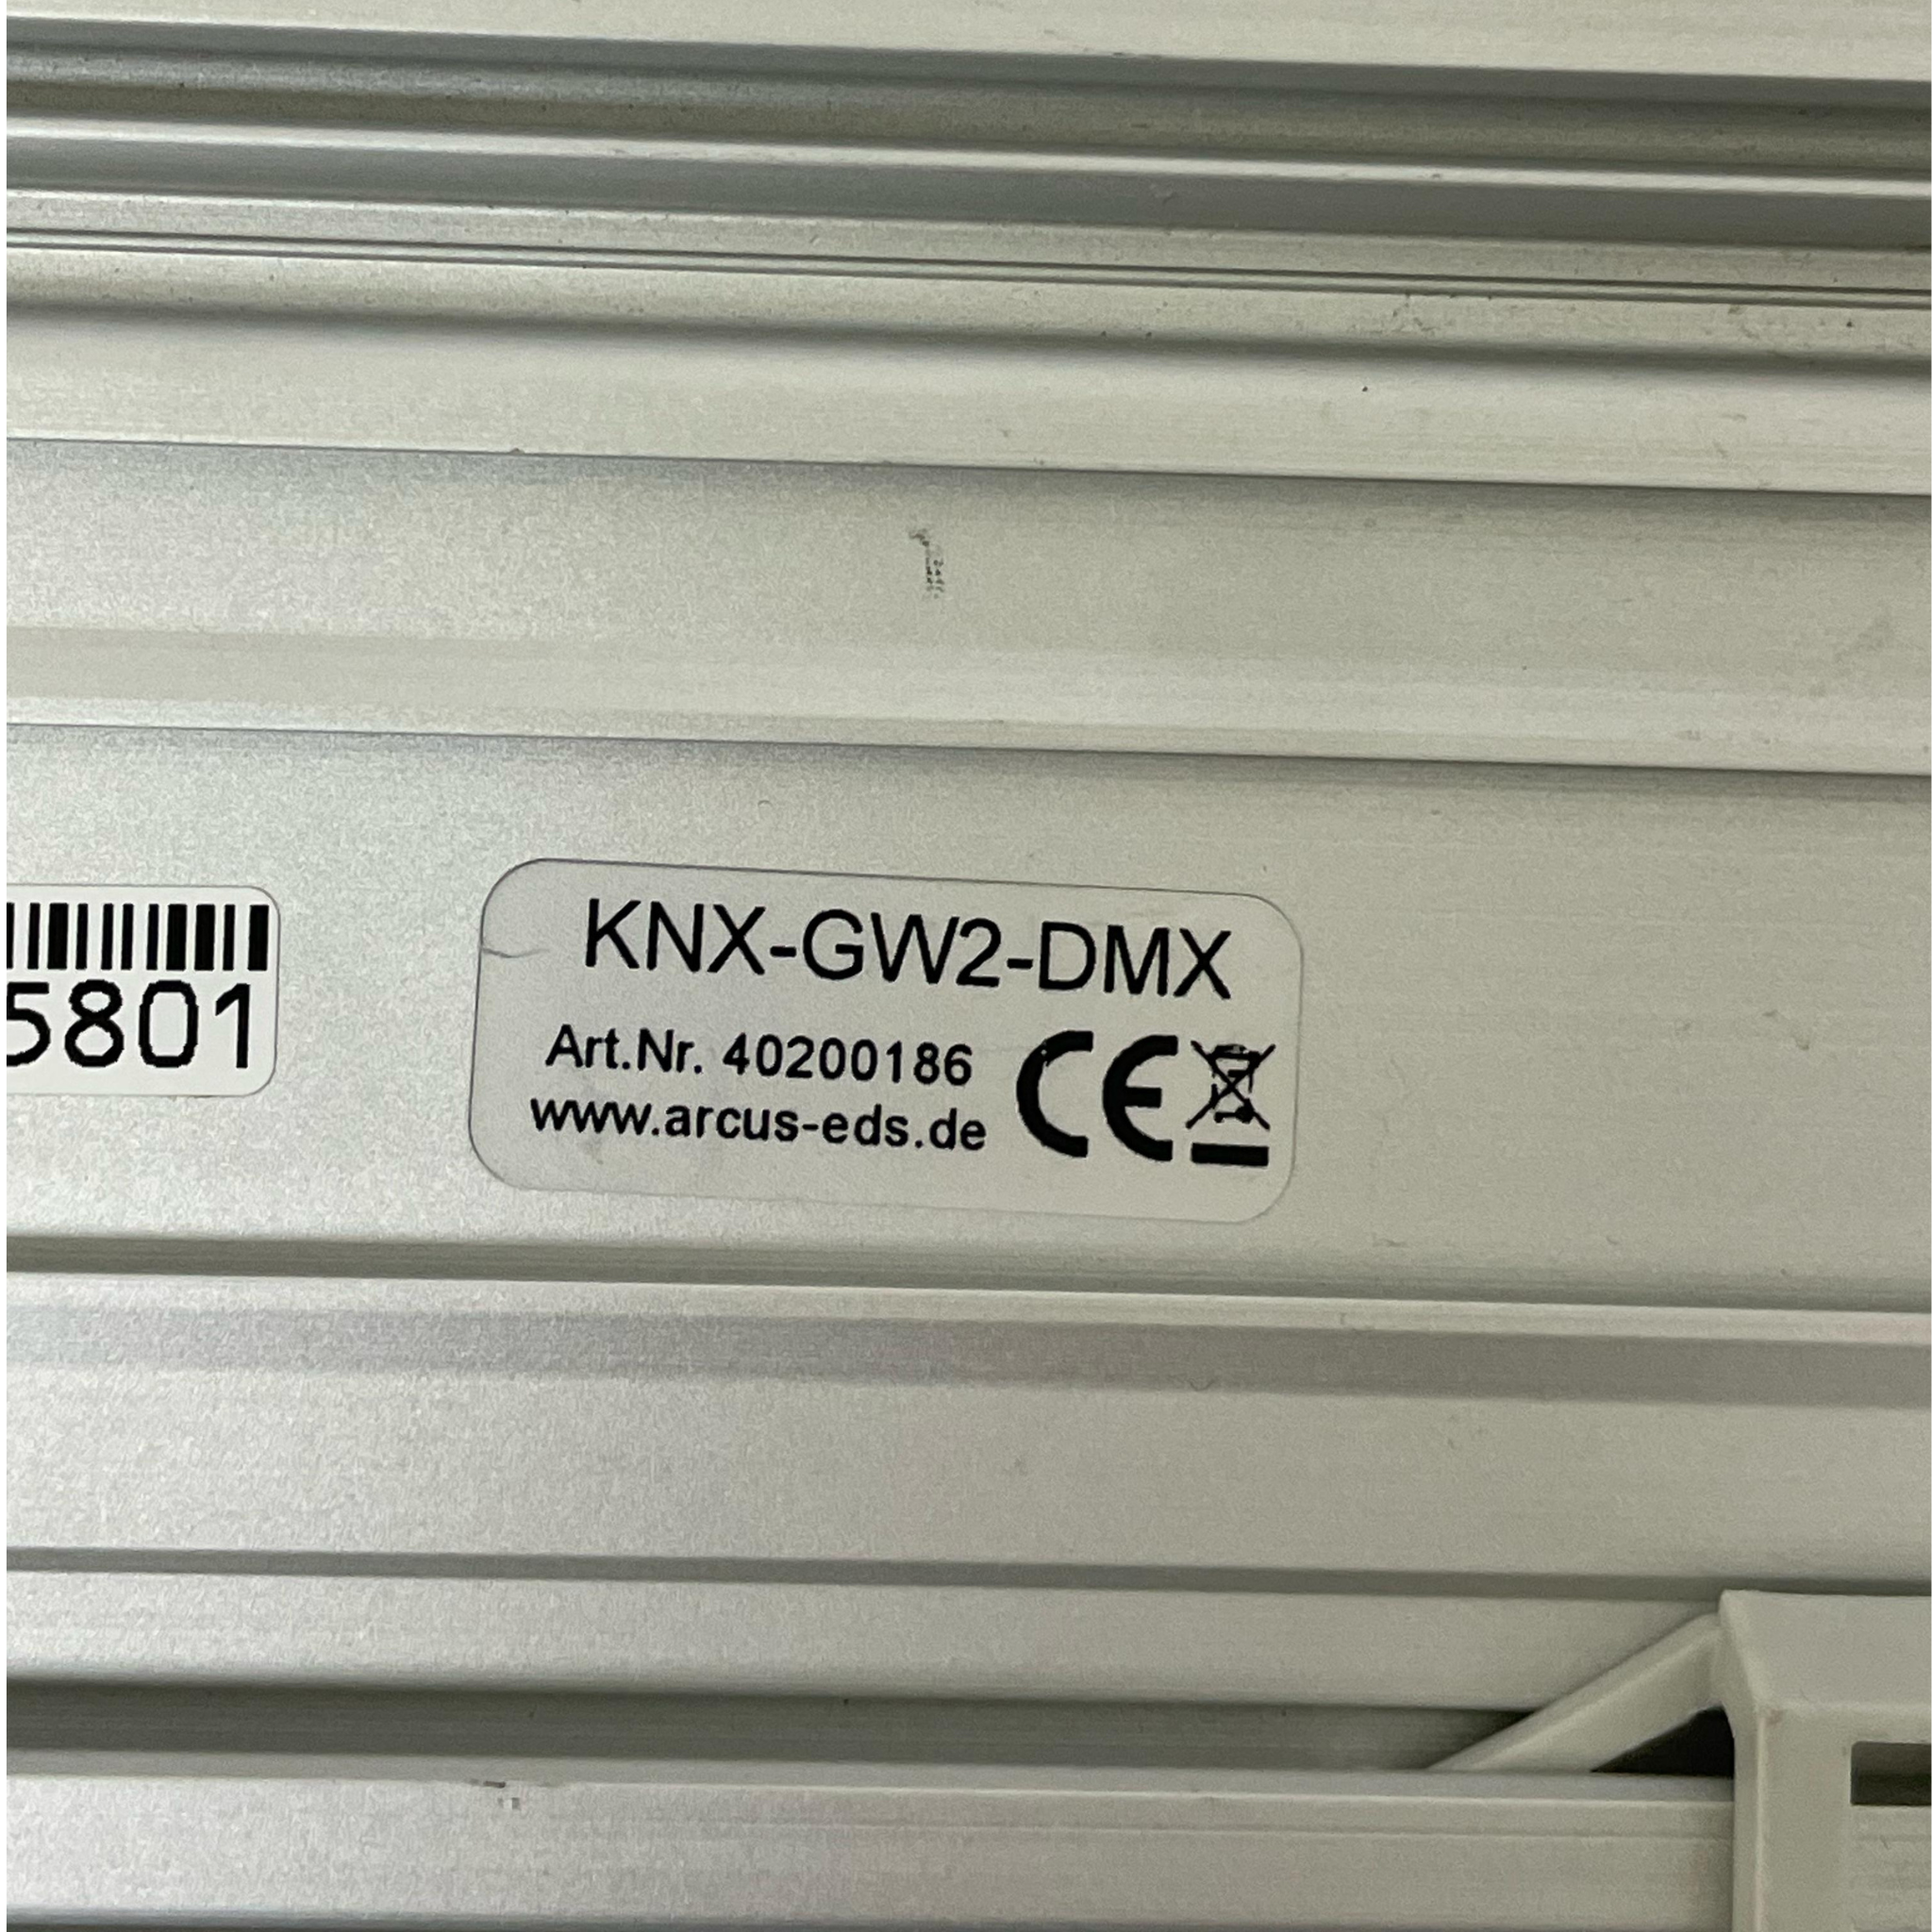 5801
KNX-GW2-DMX
Art.Nr. 40200186
www.arcus-eds.de
CE